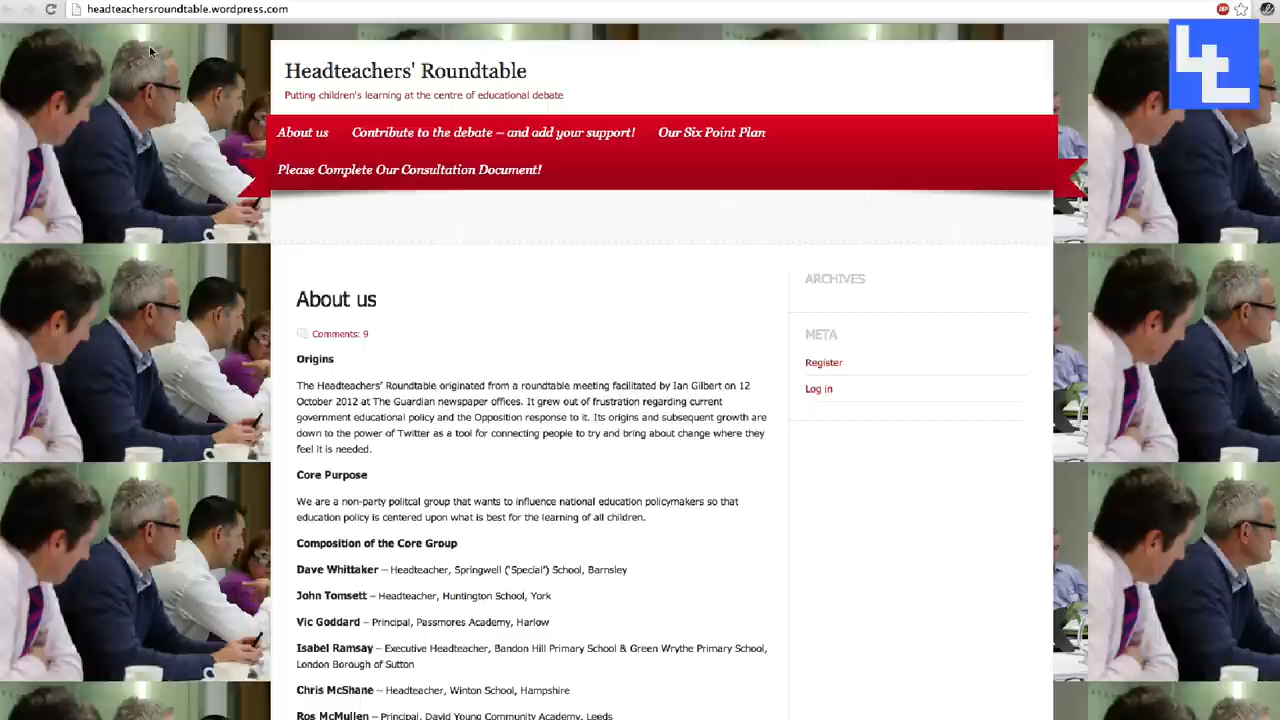 headteachersroundtable.wordpress.com
Headteachers' Roundtable
Putting children's learning at the centre of educational debate
About us
Contribute to the debate – and add your support!
Our Six Point Plan
Please Complete Our Consultation Document!
ARCHIVES
About us
META
Comments: 9
Register
Origins
Log in
The Headteachers' Roundtable originated from a roundtable meeting facilitated by Ian Gilbert on 12
October 2012 at The Guardian newspaper offices. It grew out of frustration regarding current
government educational policy and the Opposition response to it. Its origins and subsequent growth are
down to the power of Twitter as a tool for connecting people to try and bring about change where they
feel it is needed.
Core Purpose
We are a non-party politcal group that wants to influence national education policymakers so that
education policy is centered upon what is best for the learning of all children.
Composition of the Core Group
Dave Whittaker – Headteacher, Springwell ('Special') School, Barnsley
John Tomsett – Headteacher, Huntington School, York
Vic Goddard – Principal, Passmores Academy, Harlow
Isabel Ramsay – Executive Headteacher, Bandon Hill Primary School & Green Wrythe Primary School,
London Borough of Sutton
Chris McShane – Headteacher, Winton School, Hampshire
Ros McMullen – Principal, David Young Community Academy, Leeds